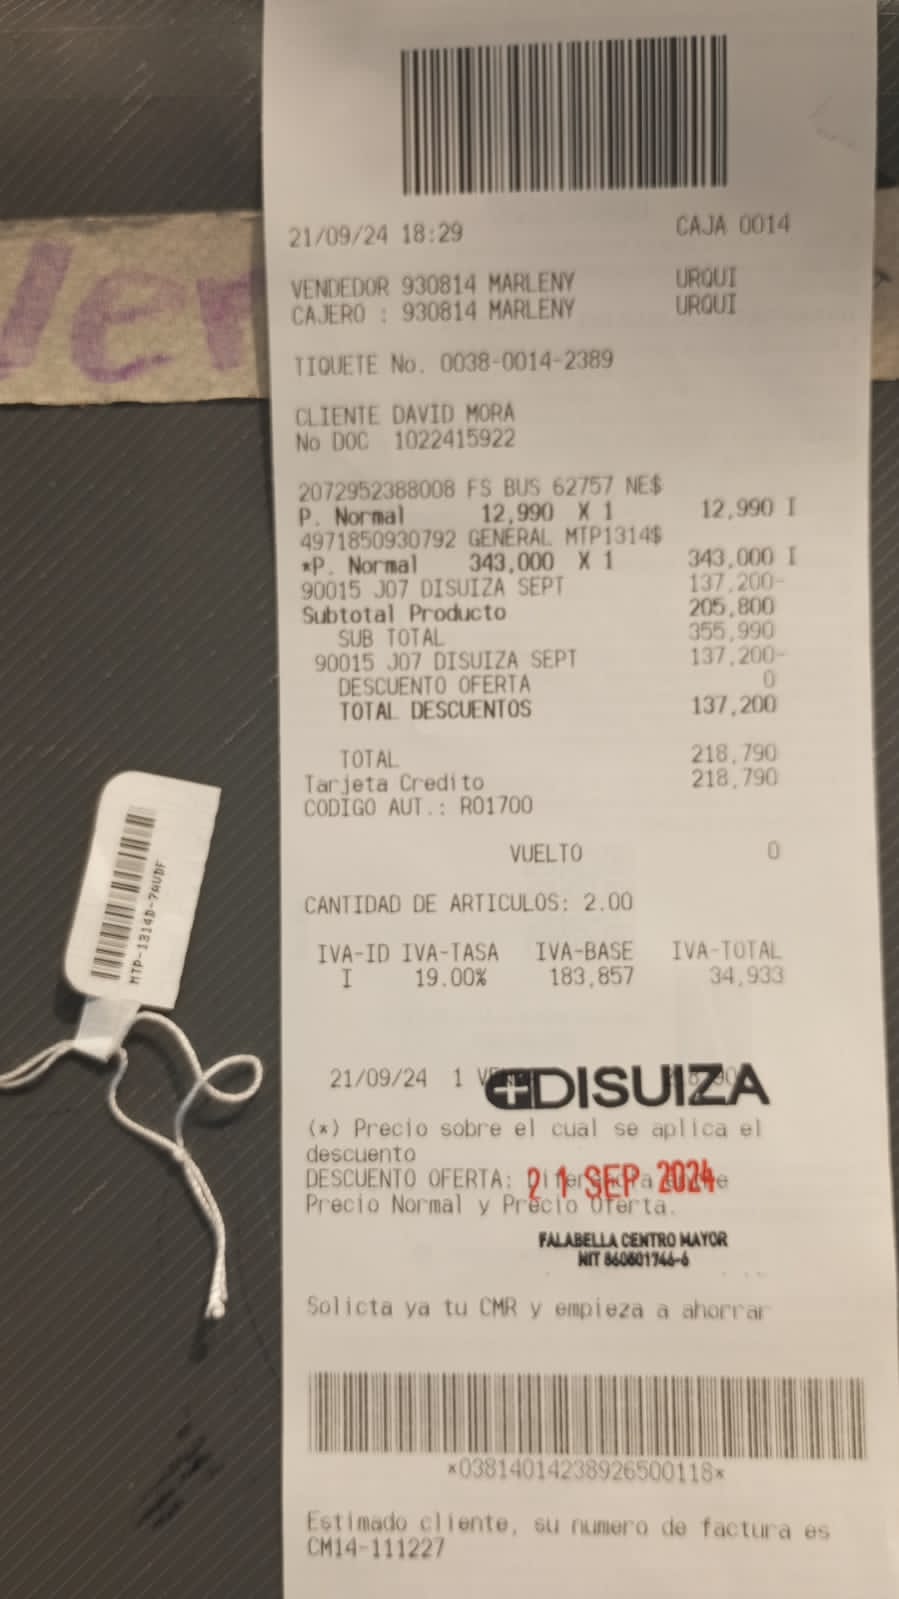 21/09/24 18:29 CAJA 0014
VENDEDOR 930814 MARLENY URQUI
CAJERO : 930814 MARLENY URQUI
TIQUETE No. 0038-0014-2389
CLIENTE DAVID MORA
No DOC 1022415922
2072952388008 FS BUS 62757 NE$
P. Normal 12,990 X 1 12,990 I
4971850930792 GENERAL MTP1314$
*P. Normal 343,000 X 1 343,000 I
90015 J07 DISUIZA SEPT 137,200-
Subtotal Producto 205,800
SUB TOTAL 355,990
90015 J07 DISUIZA SEPT 137,200-
DESCUENTO OFERTA 0
TOTAL DESCUENTOS 137,200
TOTAL 218,790
Tarjeta Credito 218,790
CODIGO AUT.: R01700
VUELTO 0
CANTIDAD DE ARTICULOS: 2.00
IVA-ID IVA-TASA IVA-BASE IVA-TOTAL
I 19.00% 183,857 34,933
21/09/24 1
DISUIZA
(*) Precio sobre el cual se aplica el
descuento
DESCUENTO OFERTA:
21 SEP 2024
Precio Normal y Precio Oferta.
FALABELLA CENTRO MAYOR
NIT 860501746-6
Solicta ya tu CMR y empieza a ahorrar
*03814014238926500118*
Estimado cliente, su numero de factura es
CM14-111227
MTP-1314D-7AVDF